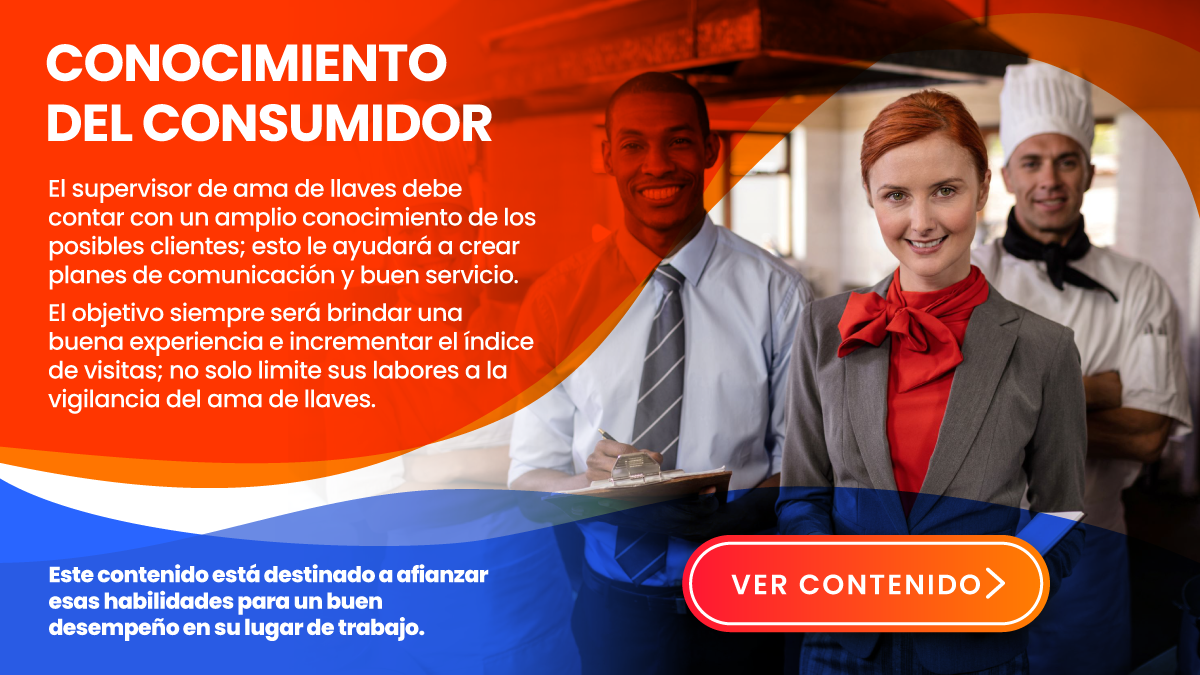 CONOCIMIENTO
DEL CONSUMIDOR
El supervisor de ama de llaves debe
contar con un amplio conocimiento de los
posibles clientes; esto le ayudará a crear
planes de comunicación y buen servicio.
El objetivo siempre será brindar una
buena experiencia e incrementar el índice
de visitas; no solo limite sus labores a la
vigilancia del ama de llaves.
Este contenido está destinado a afianzar
esas habilidades para un buen
desempeño en su lugar de trabajo.
VER CONTENIDO